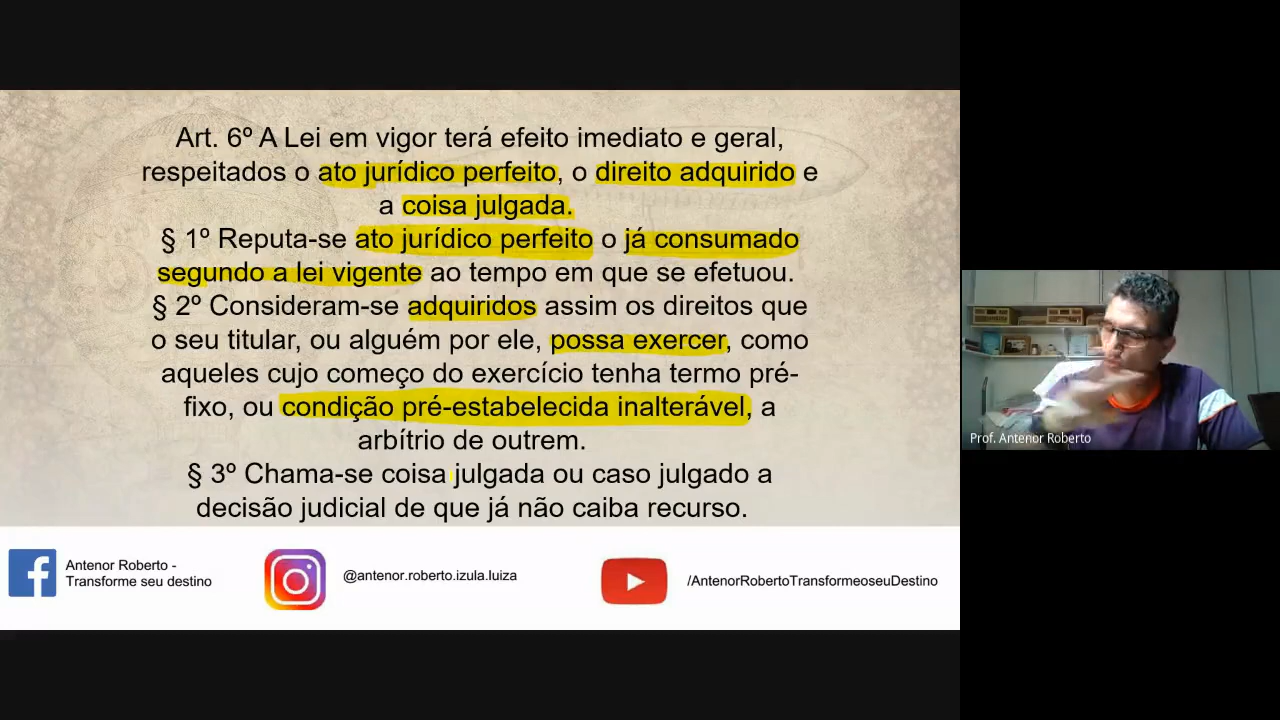 Art. 6º A Lei em vigor terá efeito imediato e geral,
respeitados o ato jurídico perfeito, o direito adquirido e
a coisa julgada.
§ 1º Reputa-se ato jurídico perfeito o já consumado
segundo a lei vigente ao tempo em que se efetuou.
§ 2º Consideram-se adquiridos assim os direitos que
o seu titular, ou alguém por ele, possa exercer, como
aqueles cujo começo do exercício tenha termo pré-
fixo, ou condição pré-estabelecida inalterável, a
arbítrio de outrem.
§ 3º Chama-se coisa julgada ou caso julgado a
decisão judicial de que já não caiba recurso.
Prof. Antenor Roberto
Antenor Roberto -
Transforme seu destino
@antenor.roberto.izula.luiza
/AntenorRobertoTransformeoseuDestino